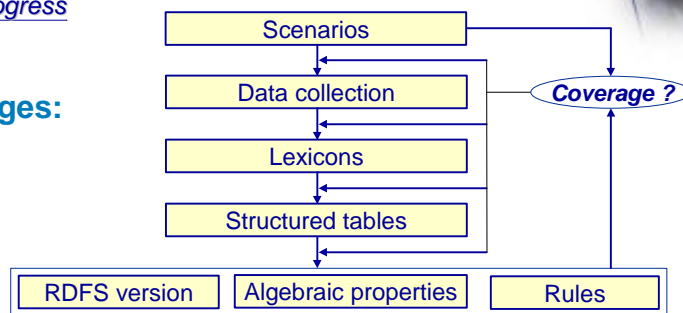 ogress
Scenarios
ges:
Data collection
Coverage ?
Lexicons
Structured tables
RDFS version
Algebraic properties
Rules